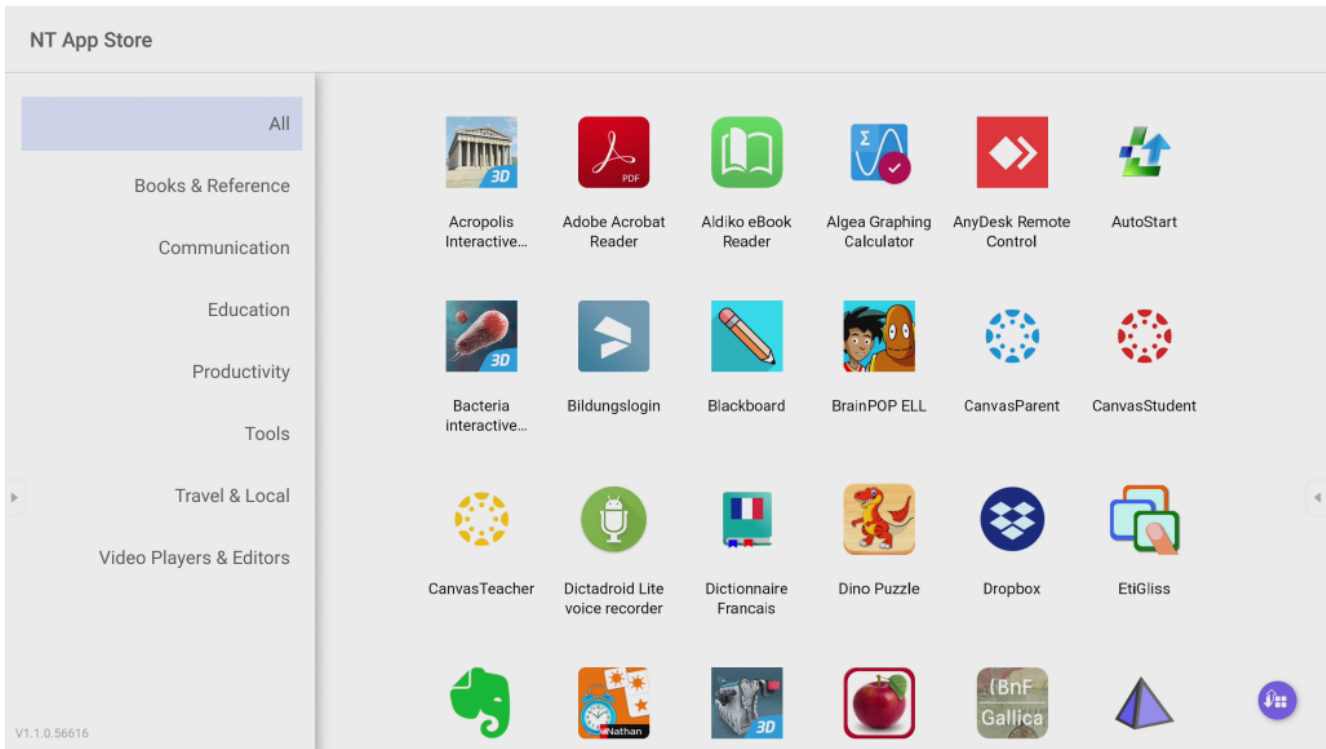 NT App Store
All
Books & Reference
Communication
Education
Productivity
Tools
Travel & Local
Video Players & Editors
V1.1.0.56616
3D
PDF
Σ
Acropolis
Interactive...
Adobe Acrobat
Reader
Aldiko eBook
Reader
Algea Graphing
Calculator
AnyDesk Remote
Control
AutoStart
3D
Bacteria
interactive...
Bildungslogin
Blackboard
BrainPOP ELL
CanvasParent
CanvasStudent
CanvasTeacher
Dictadroid Lite
voice recorder
Dictionnaire
Francais
Dino Puzzle
Dropbox
EtiGliss
Nathan
3D
(BnF
Gallica